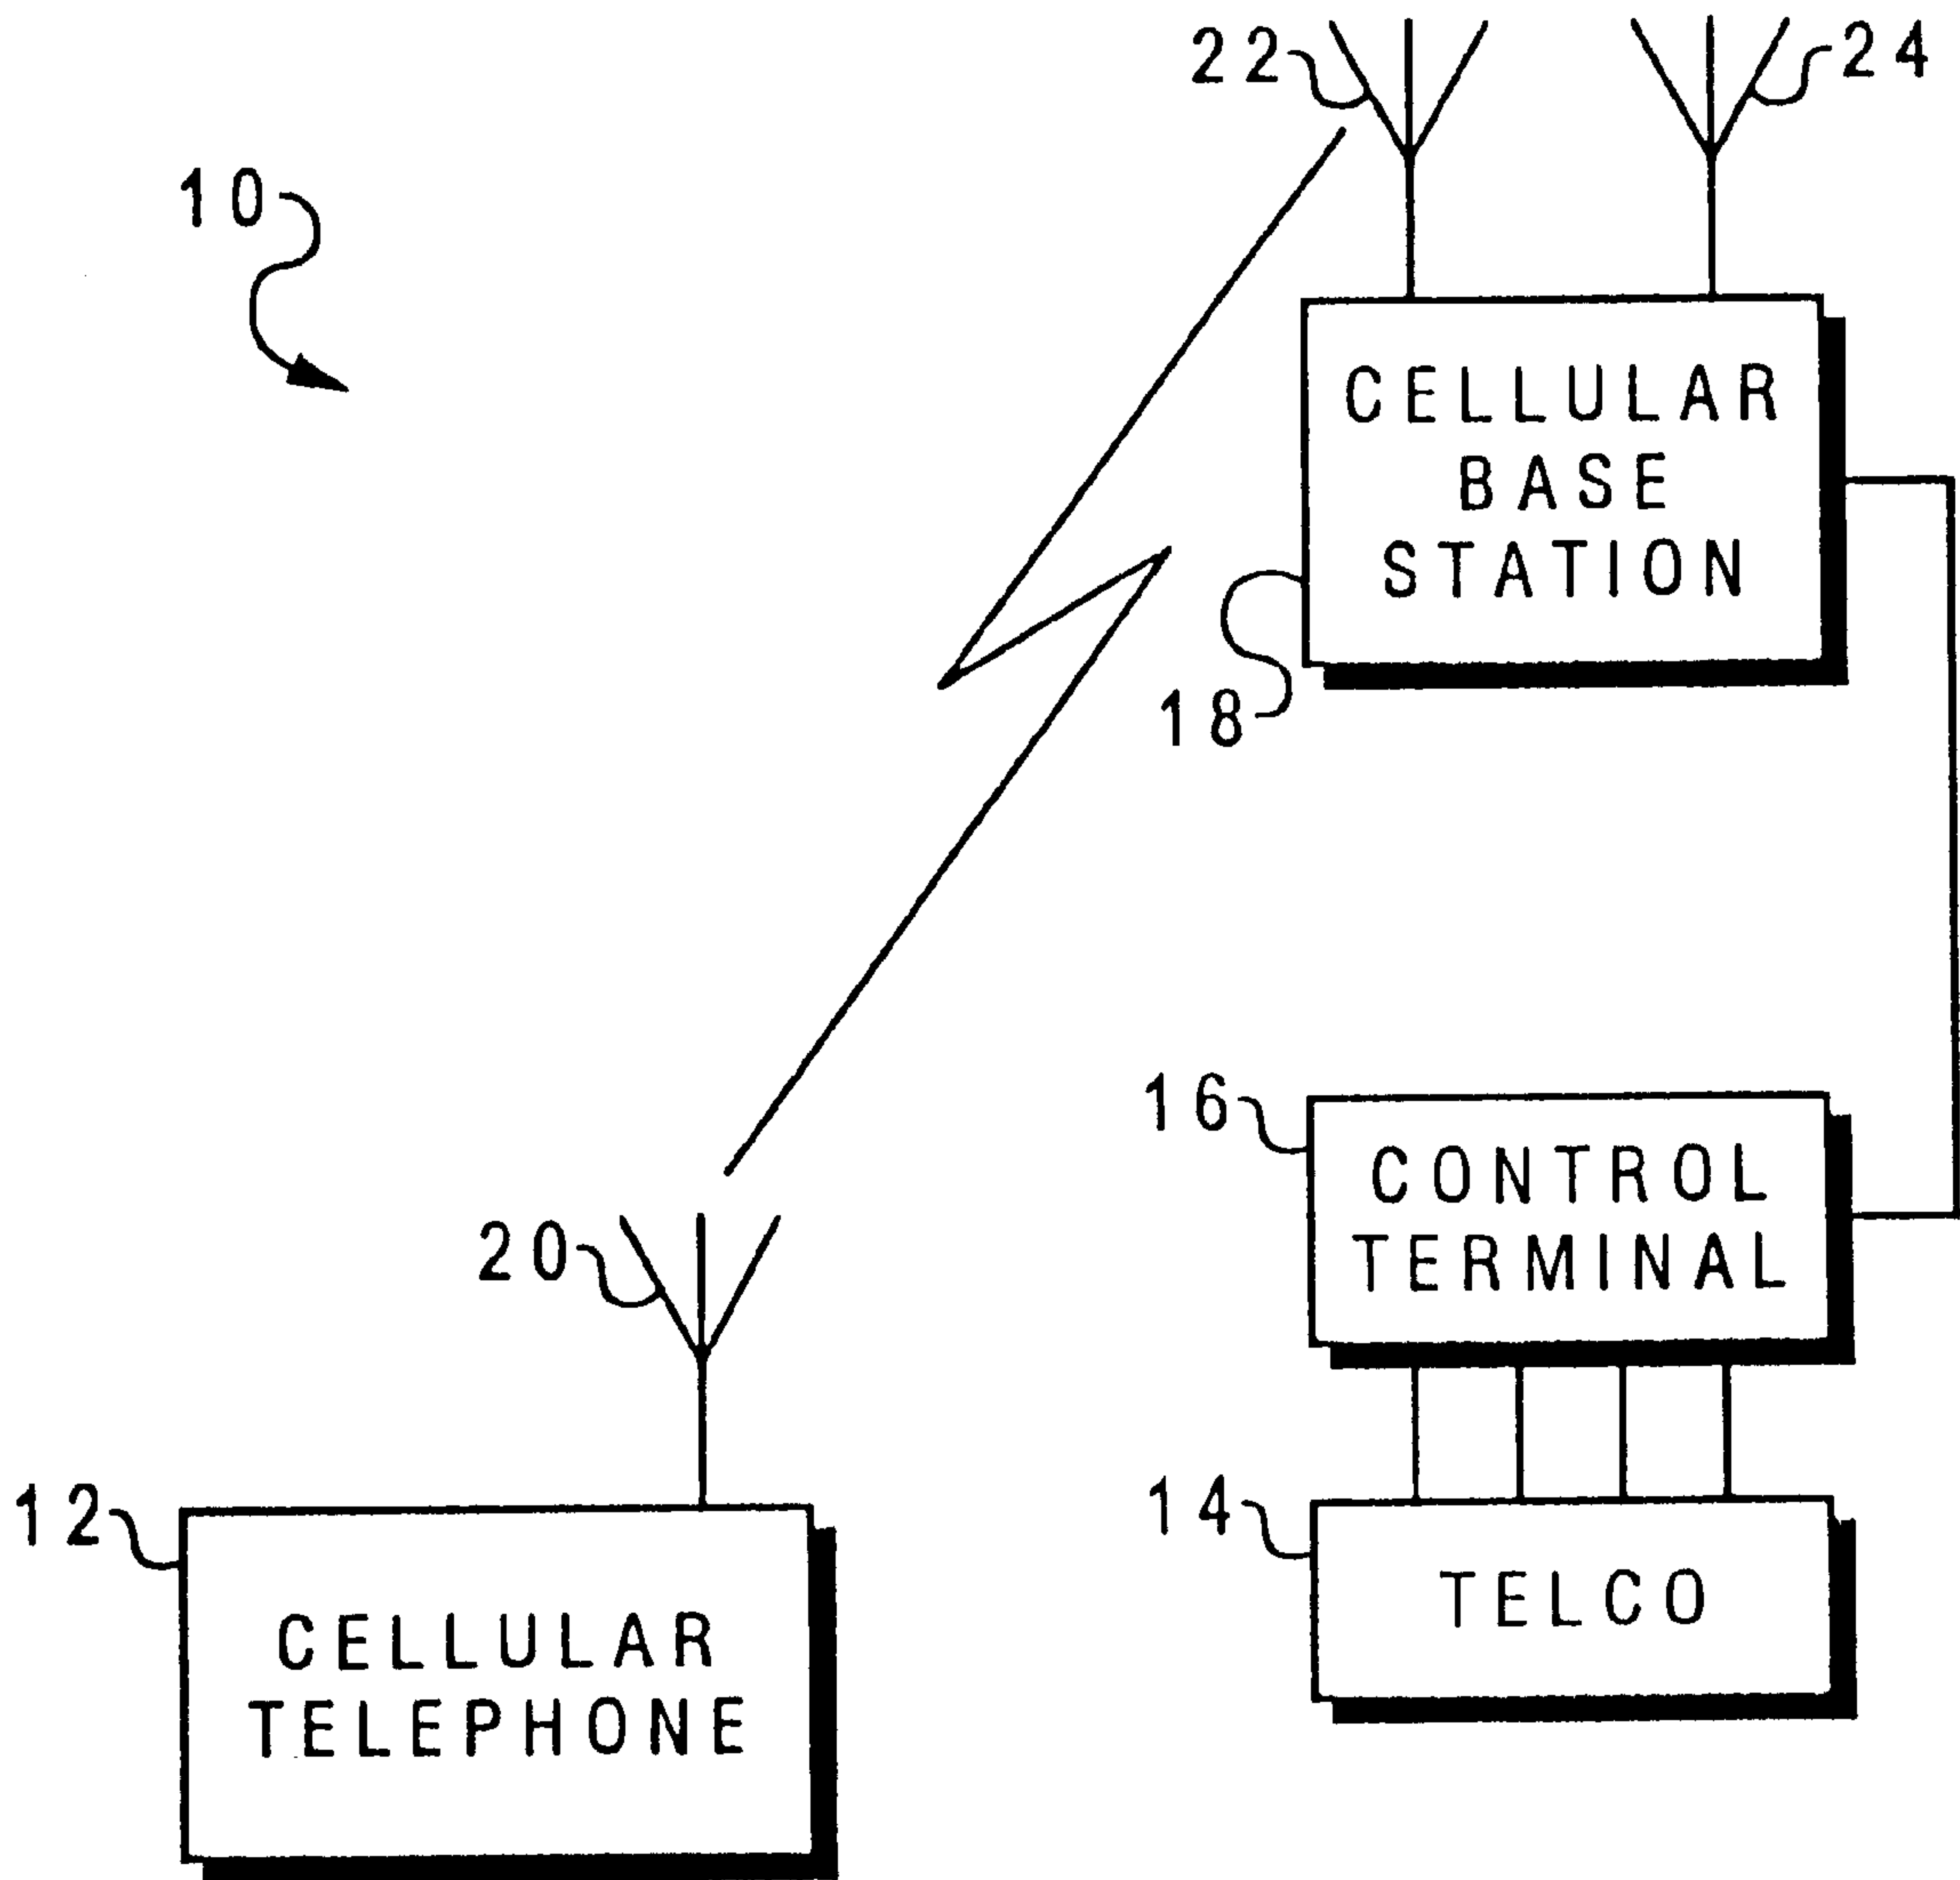 22
24
10
CELLULAR
BASE
STATION
18
16
CONTROL
TERMINAL
20
12
14
TELCO
CELLULAR
TELEPHONE